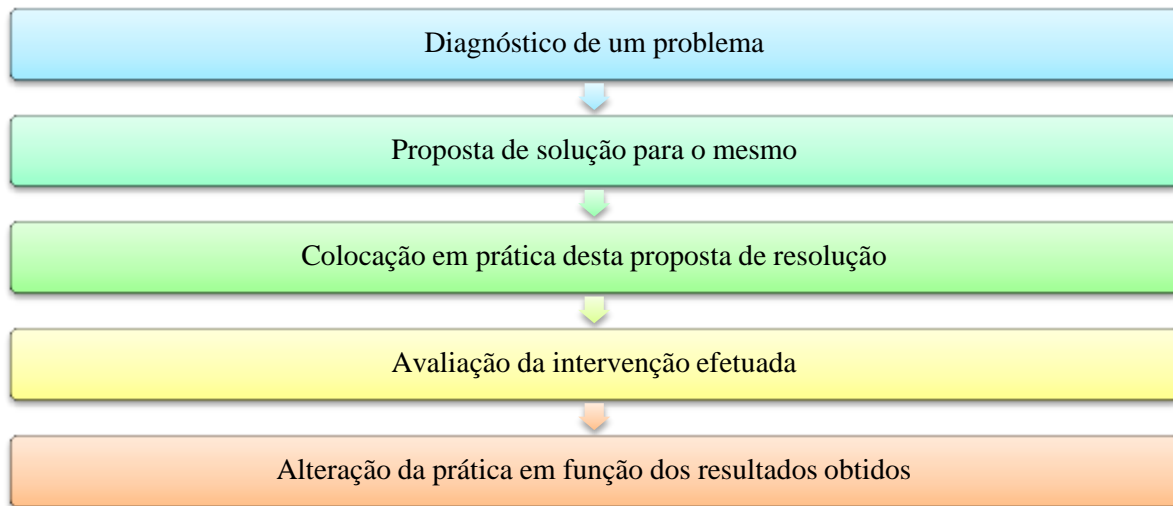 Diagnóstico de um problema
Proposta de solução para o mesmo
Colocação em prática desta proposta de resolução
Avaliação da intervenção efetuada
Alteração da prática em função dos resultados obtidos